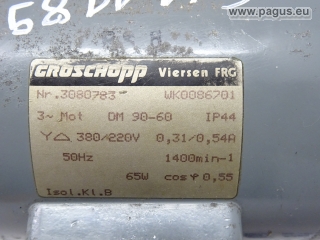 © www.pagus.eu
GROSCHOPP Viersen FRG
Nr. 3080783 WK0086701
3~ Mot DM 90-60 IP44
Y△ 380/220V 0,31/0,54A
50Hz 1400min-1
65W cos φ 0,55
Isol.Kl.B